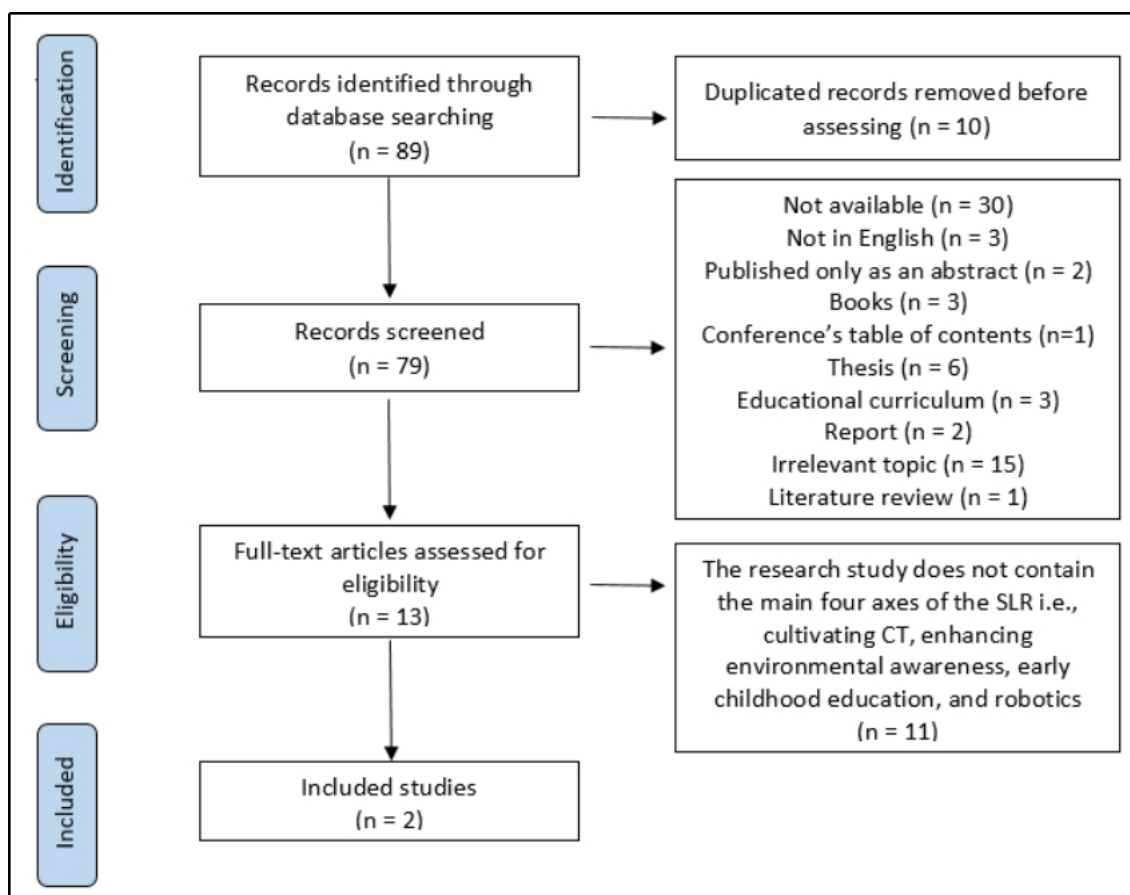 Identification
Records identified through
database searching
(n = 89)
Duplicated records removed before
assessing (n = 10)
Screening
Records screened
(n = 79)
Not available (n = 30)
Not in English (n = 3)
Published only as an abstract (n = 2)
Books (n = 3)
Conference’s table of contents (n=1)
Thesis (n = 6)
Educational curriculum (n = 3)
Report (n = 2)
Irrelevant topic (n = 15)
Literature review (n = 1)
Eligibility
Full-text articles assessed for
eligibility
(n = 13)
The research study does not contain
the main four axes of the SLR i.e.,
cultivating CT, enhancing
environmental awareness, early
childhood education, and robotics
(n = 11)
Included
Included studies
(n = 2)